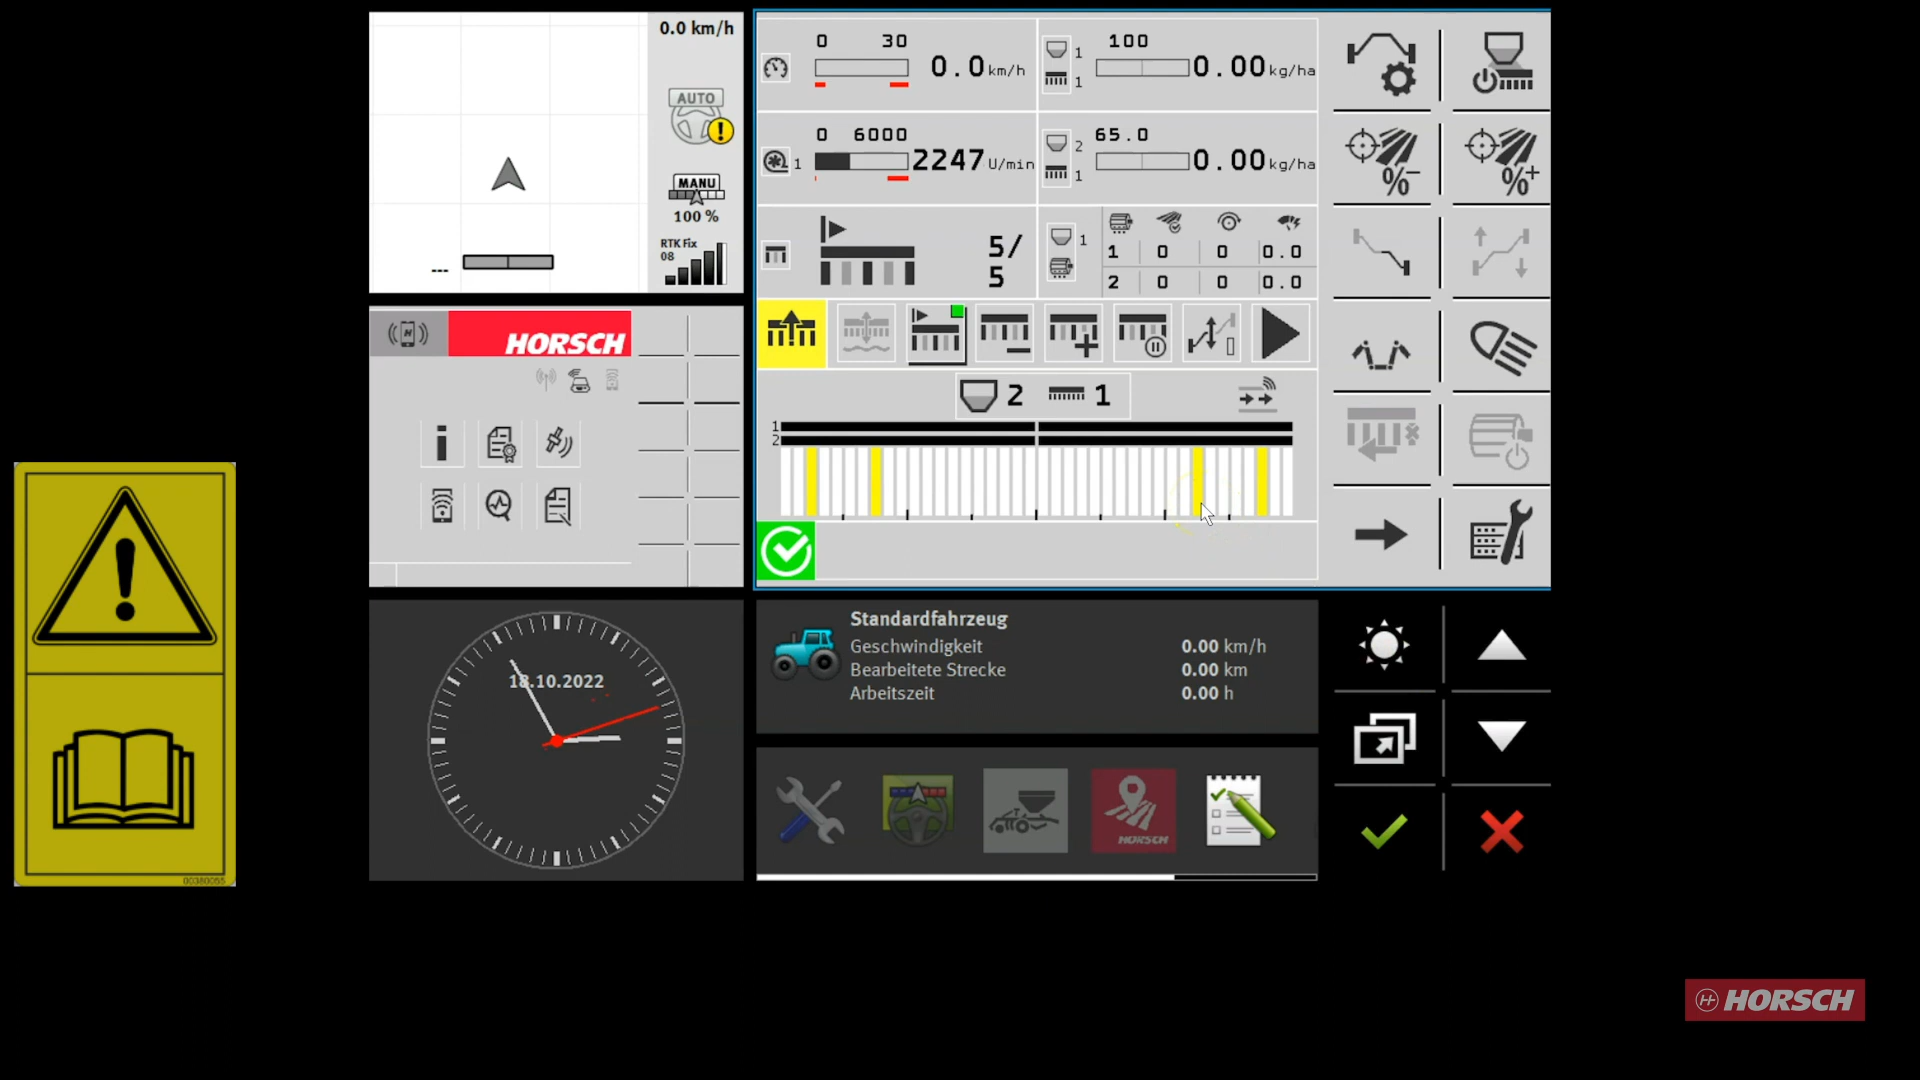 0.0 km/h
AUTO
MANU
100 %
RTK Fix
08
---
0 30
0.0 km/h
1
1
100
0.00 kg/ha
1
0 6000
2247 U/min
2
1
65.0
0.00 kg/ha
5/
5
1
1 0 0 0.0
2 0 0 0.0
2 1
1
2
HORSCH
18.10.2022
Standardfahrzeug
Geschwindigkeit 0.00 km/h
Bearbeitete Strecke 0.00 km
Arbeitszeit 0.00 h
HORSCH
%-
%+
00380055
HORSCH